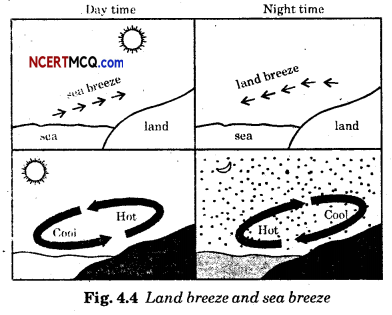 Day time
Night time
NCERTMCQ.com
sea breeze
land breeze
sea
land
sea
land
Hot
Cool
Cool
Hot
Fig. 4.4 Land breeze and sea breeze